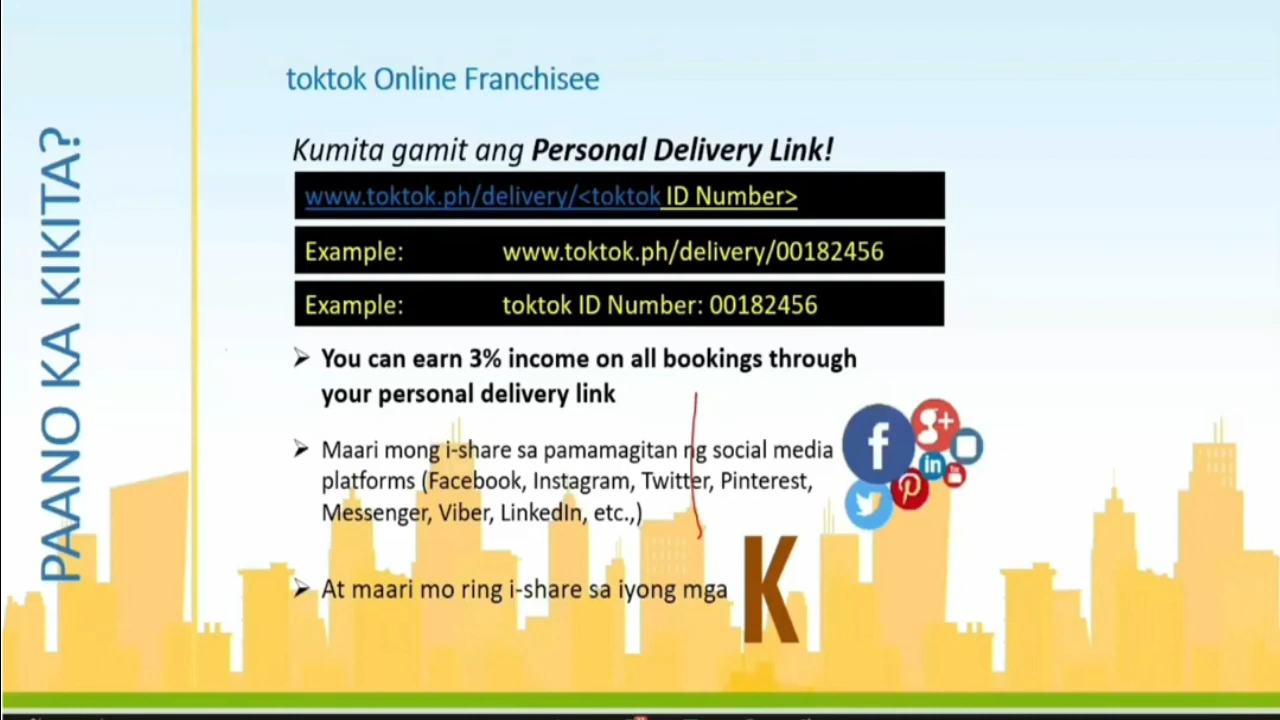 PAANO KA KIKITA?
toktok Online Franchisee
Kumita gamit ang Personal Delivery Link!
www.toktok.ph/delivery/<toktok ID Number>
Example: www.toktok.ph/delivery/00182456
Example: toktok ID Number: 00182456
You can earn 3% income on all bookings through
your personal delivery link
Maari mong i-share sa pamamagitan ng social media
platforms (Facebook, Instagram, Twitter, Pinterest,
Messenger, Viber, LinkedIn, etc.,)
At maari mo ring i-share sa iyong mga K